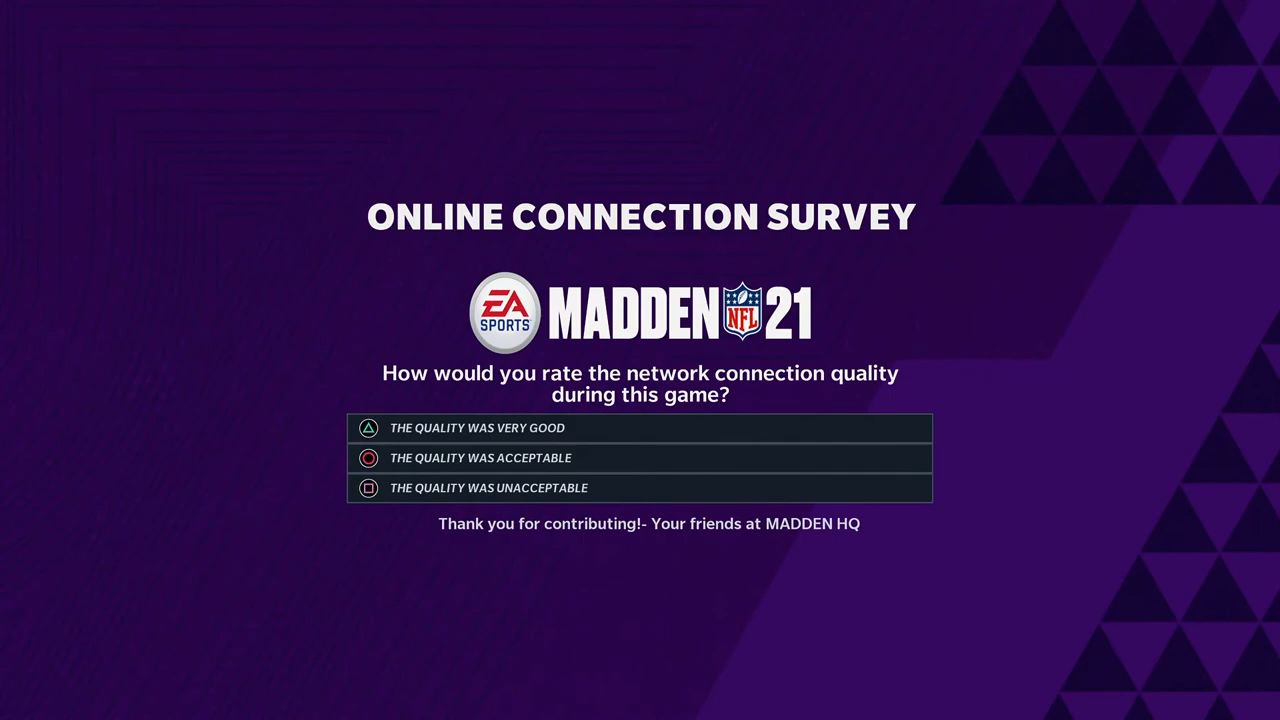 ONLINE CONNECTION SURVEY
EA SPORTS MADDEN NFL 21
How would you rate the network connection quality
during this game?
THE QUALITY WAS VERY GOOD
THE QUALITY WAS ACCEPTABLE
THE QUALITY WAS UNACCEPTABLE
Thank you for contributing!- Your friends at MADDEN HQ